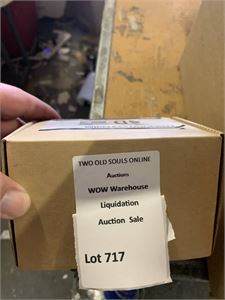 TWO OLD SOULS ONLINE
Auctions
WOW Warehouse
Liquidation
Auction Sale
Lot 717